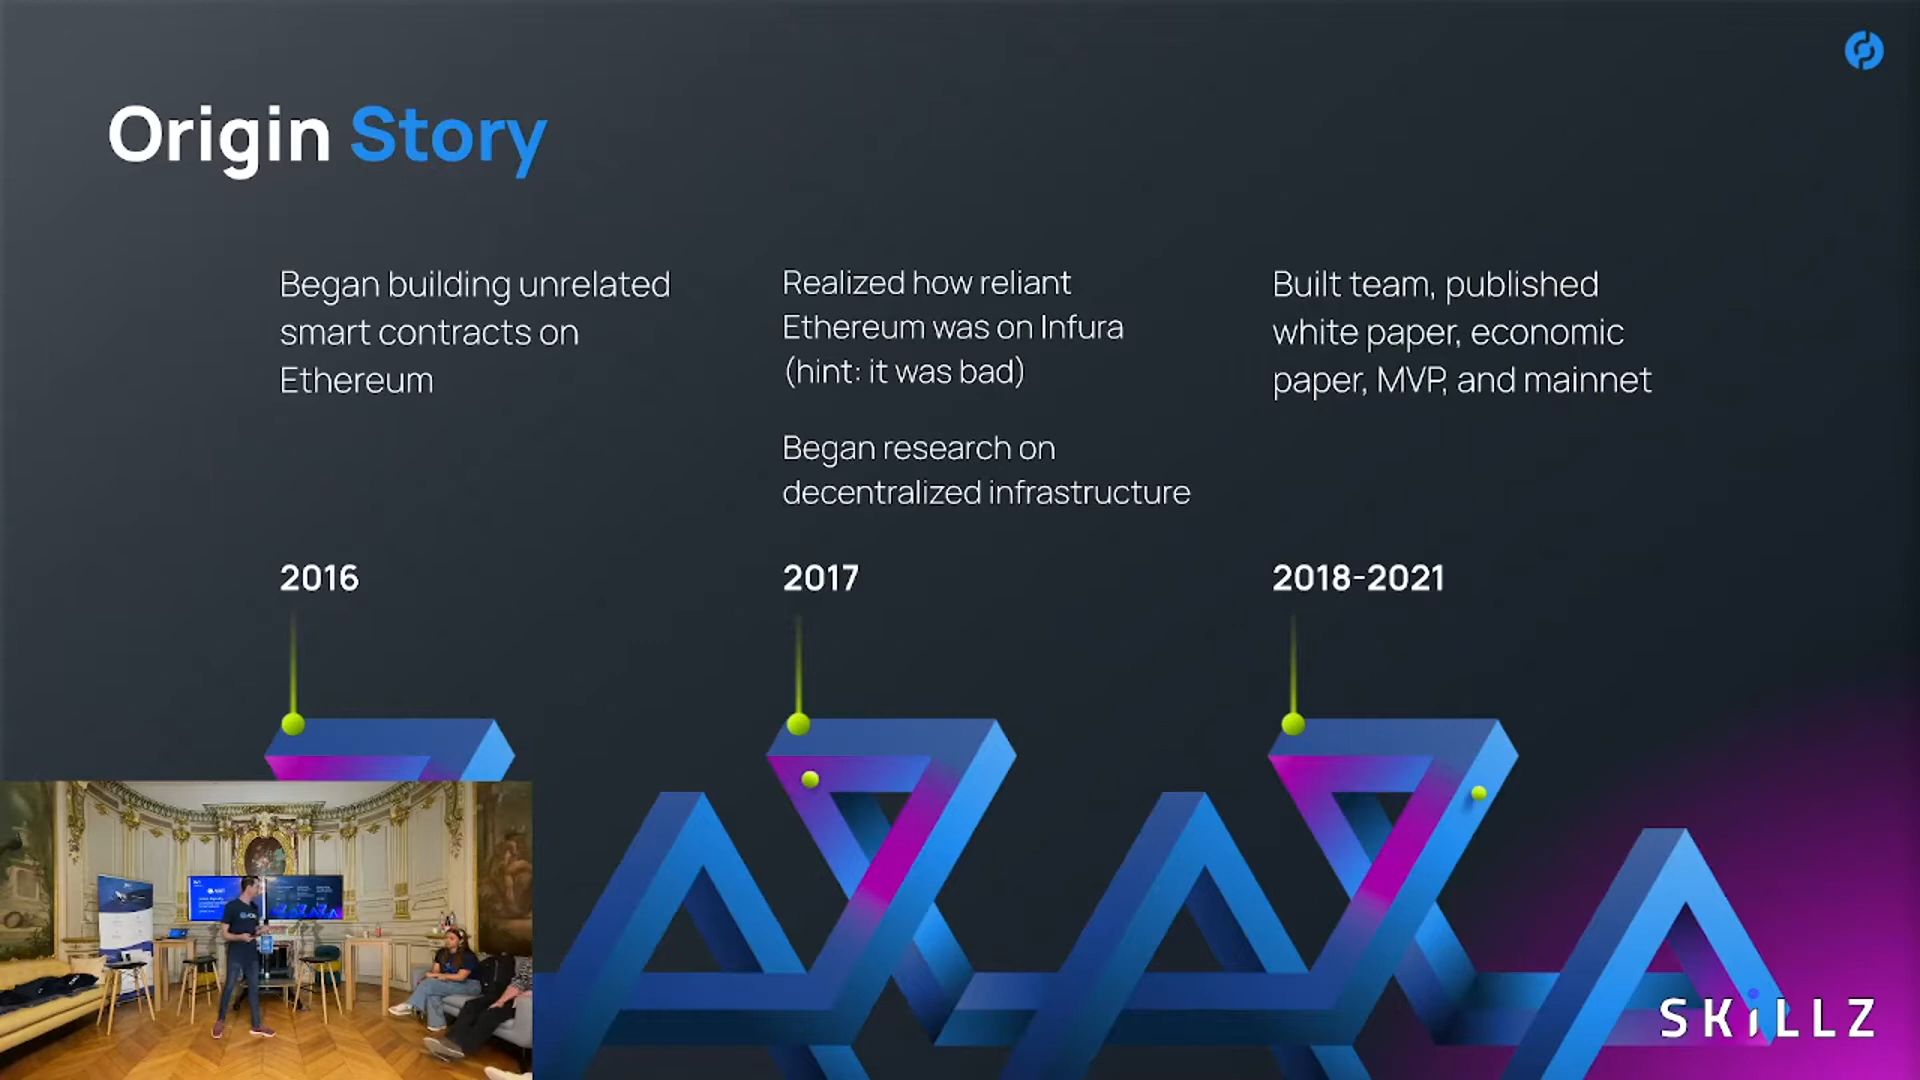 Origin Story
Began building unrelated
smart contracts on
Ethereum
Realized how reliant
Ethereum was on Infura
(hint: it was bad)
Began research on
decentralized infrastructure
Built team, published
white paper, economic
paper, MVP, and mainnet
2016
2017
2018-2021
SKiLLZ